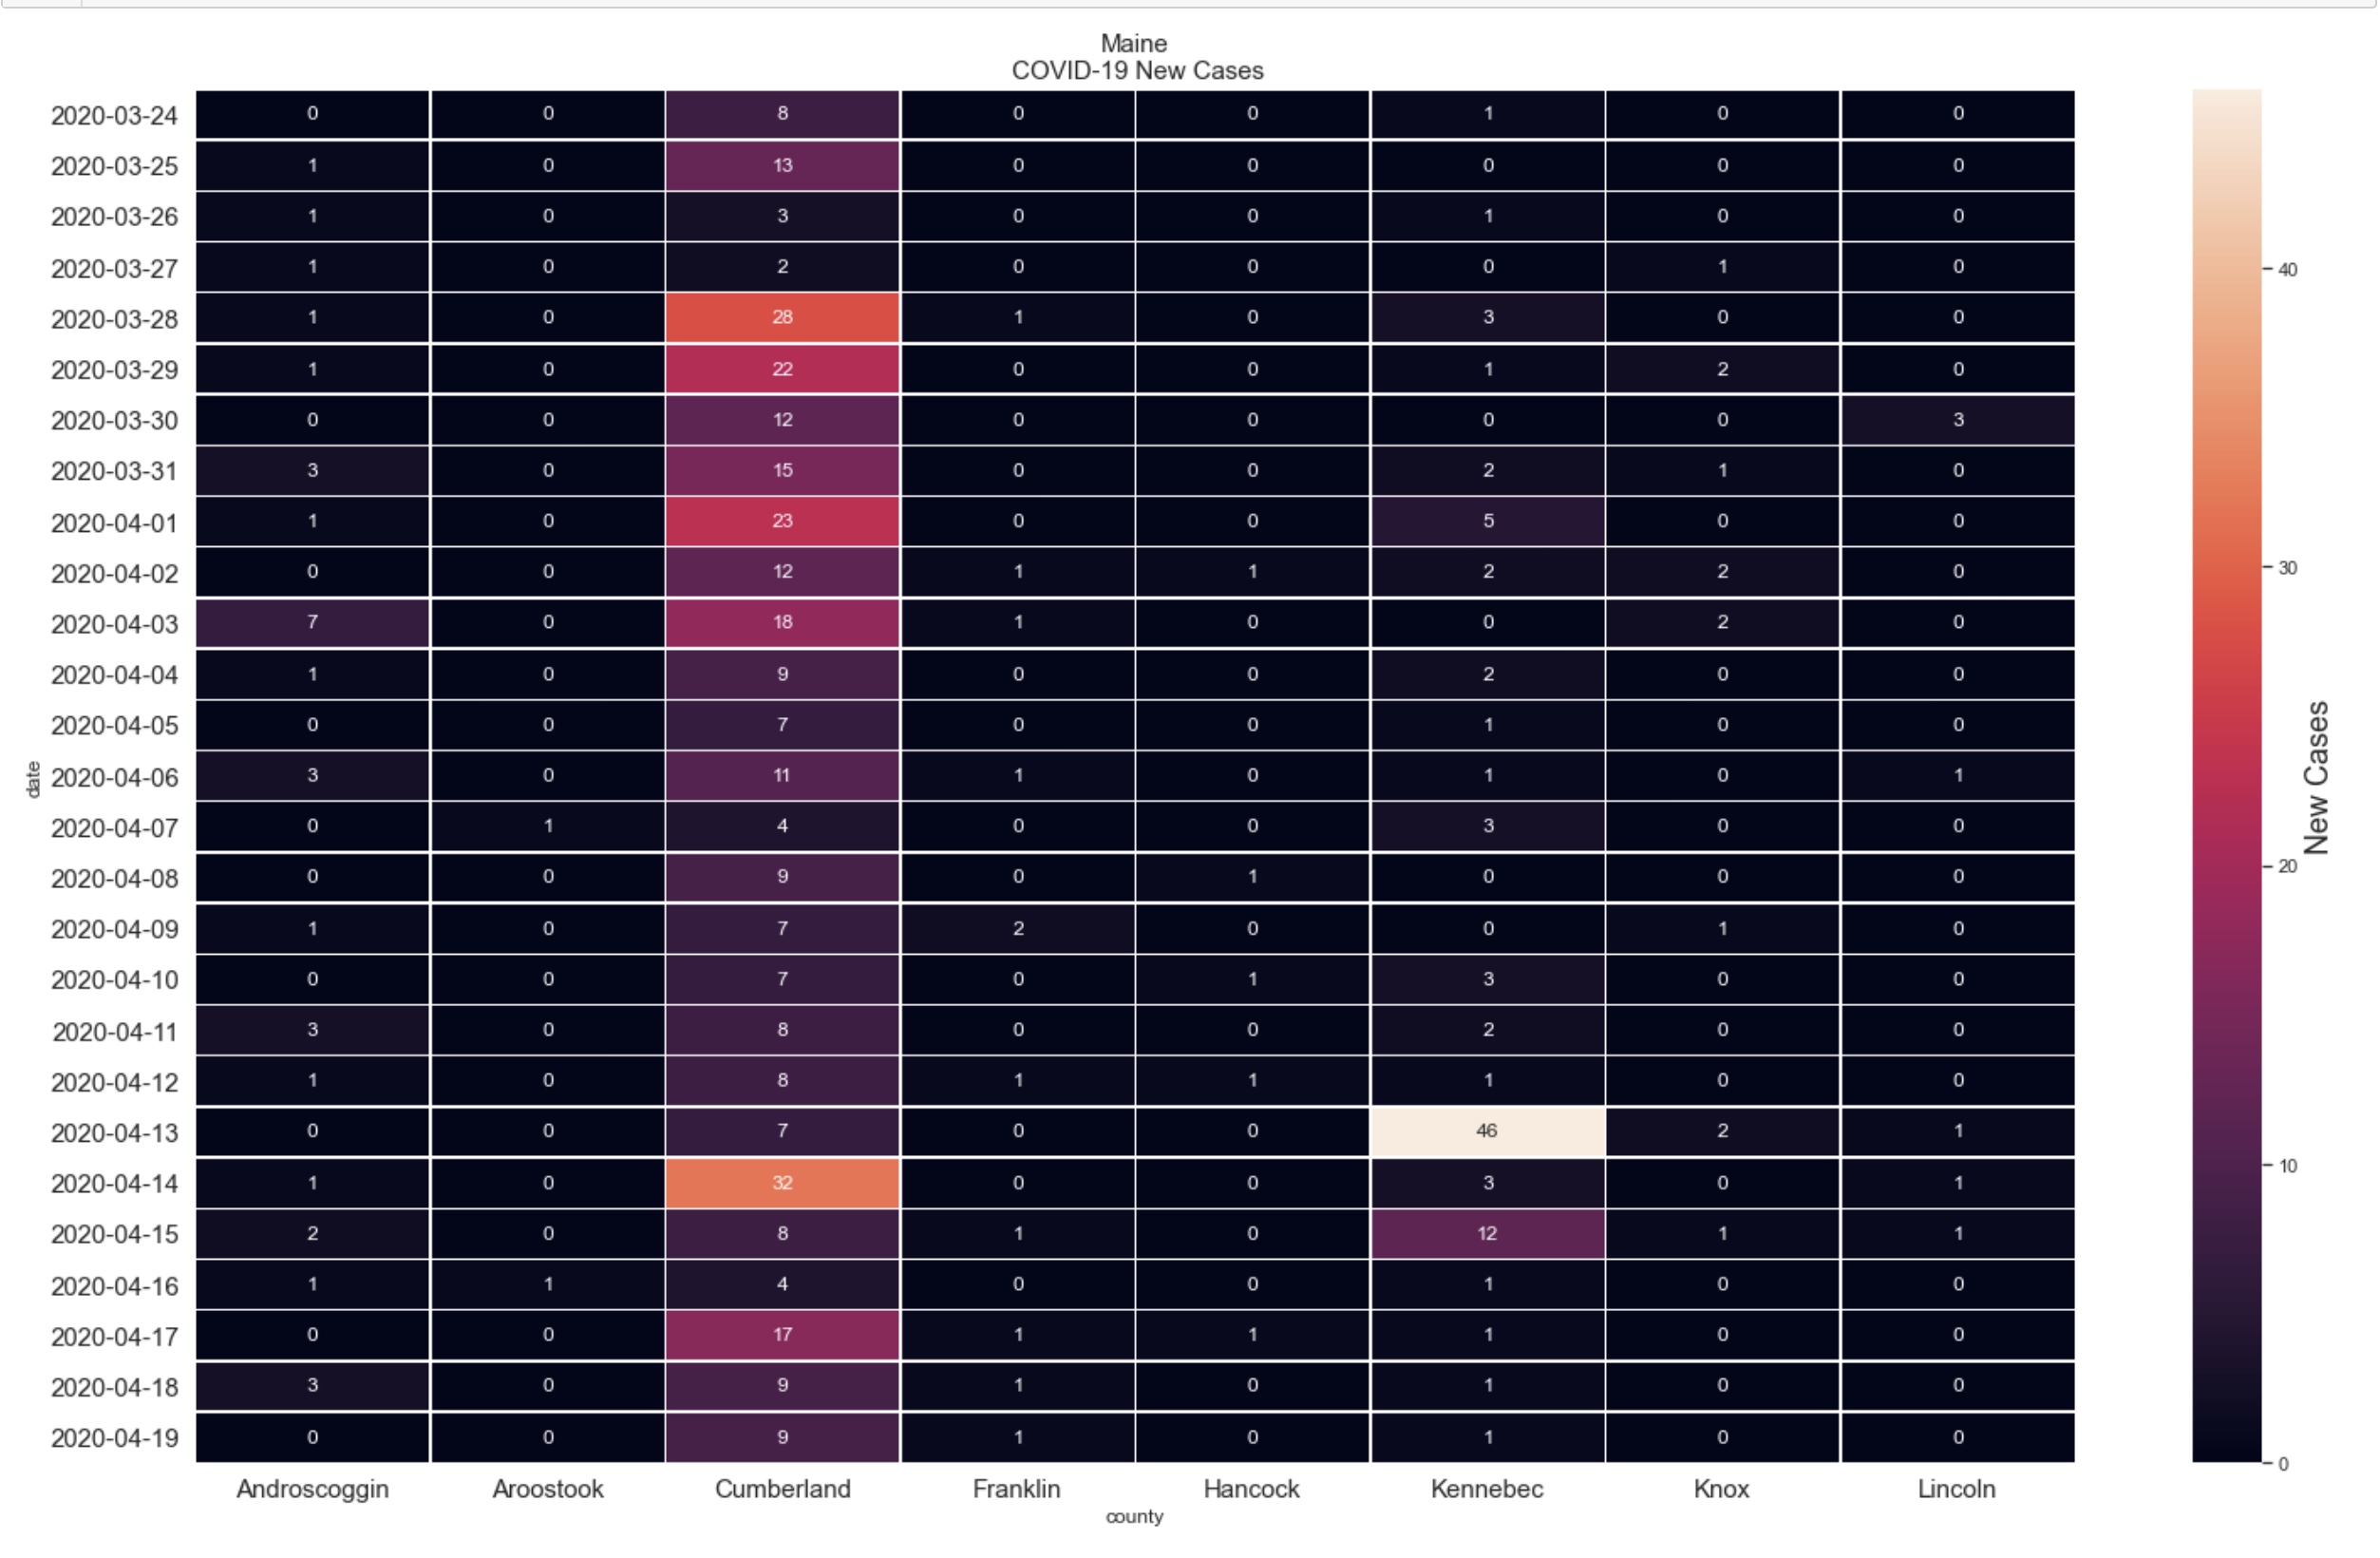 Maine
COVID-19 New Cases
2020-03-24 0 0 8 0 0 1 0 0
2020-03-25 1 0 13 0 0 0 0 0
2020-03-26 1 0 3 0 0 1 0 0
2020-03-27 1 0 2 0 0 0 1 0
40
2020-03-28 1 0 28 1 0 3 0 0
2020-03-29 1 0 22 0 0 1 2 0
2020-03-30 0 0 12 0 0 0 0 3
2020-03-31 3 0 15 0 0 2 1 0
2020-04-01 1 0 23 0 0 5 0 0
2020-04-02 0 0 12 1 1 2 2 0
30
2020-04-03 7 0 18 1 0 0 2 0
2020-04-04 1 0 9 0 0 2 0 0
2020-04-05 0 0 7 0 0 1 0 0
date
New Cases
2020-04-06 3 0 11 1 0 1 0 1
2020-04-07 0 1 4 0 0 3 0 0
20
2020-04-08 0 0 9 0 1 0 0 0
2020-04-09 1 0 7 2 0 0 1 0
2020-04-10 0 0 7 0 1 3 0 0
2020-04-11 3 0 8 0 0 2 0 0
2020-04-12 1 0 8 1 1 1 0 0
2020-04-13 0 0 7 0 0 46 2 1
10
2020-04-14 1 0 32 0 0 3 0 1
2020-04-15 2 0 8 1 0 12 1 1
2020-04-16 1 1 4 0 0 1 0 0
2020-04-17 0 0 17 1 1 1 0 0
2020-04-18 3 0 9 1 0 1 0 0
2020-04-19 0 0 9 1 0 1 0 0
0
Androscoggin Aroostook Cumberland Franklin Hancock Kennebec Knox Lincoln
county